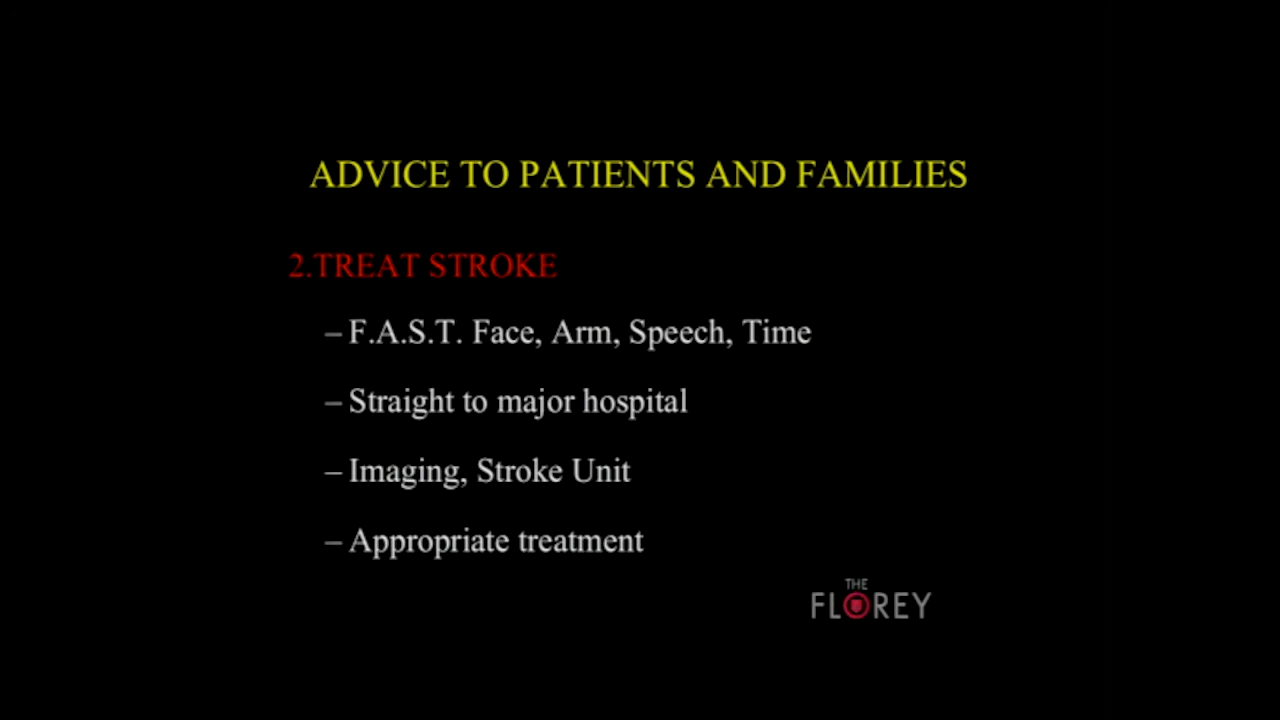 ADVICE TO PATIENTS AND FAMILIES
2.TREAT STROKE
– F.A.S.T. Face, Arm, Speech, Time
– Straight to major hospital
– Imaging, Stroke Unit
– Appropriate treatment
THE
FLOREY